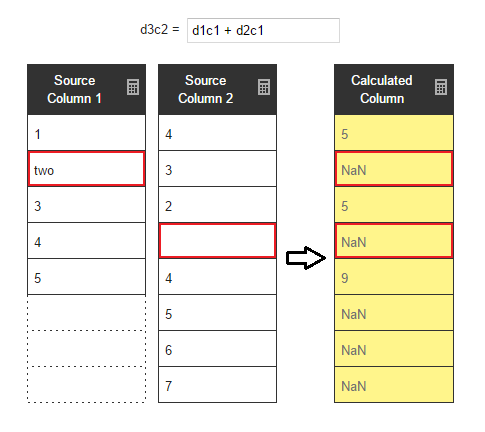 d3c2 = d1c1 + d2c1
Source Column 1
Source Column 2
Calculated Column
1 4 5
two 3 NaN
3 2 5
4 NaN
5 4 9
5 NaN
6 NaN
7 NaN